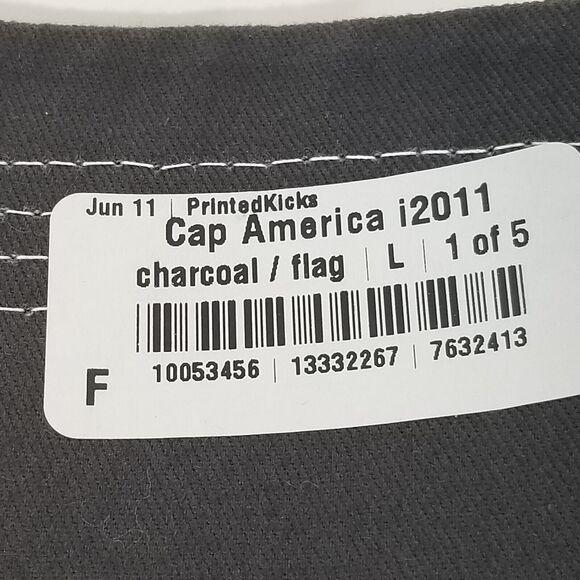 Jun 11 | PrintedKicks
Cap America i2011
charcoal / flag | L | 1 of 5
10053456 | 13332267 | 7632413
F